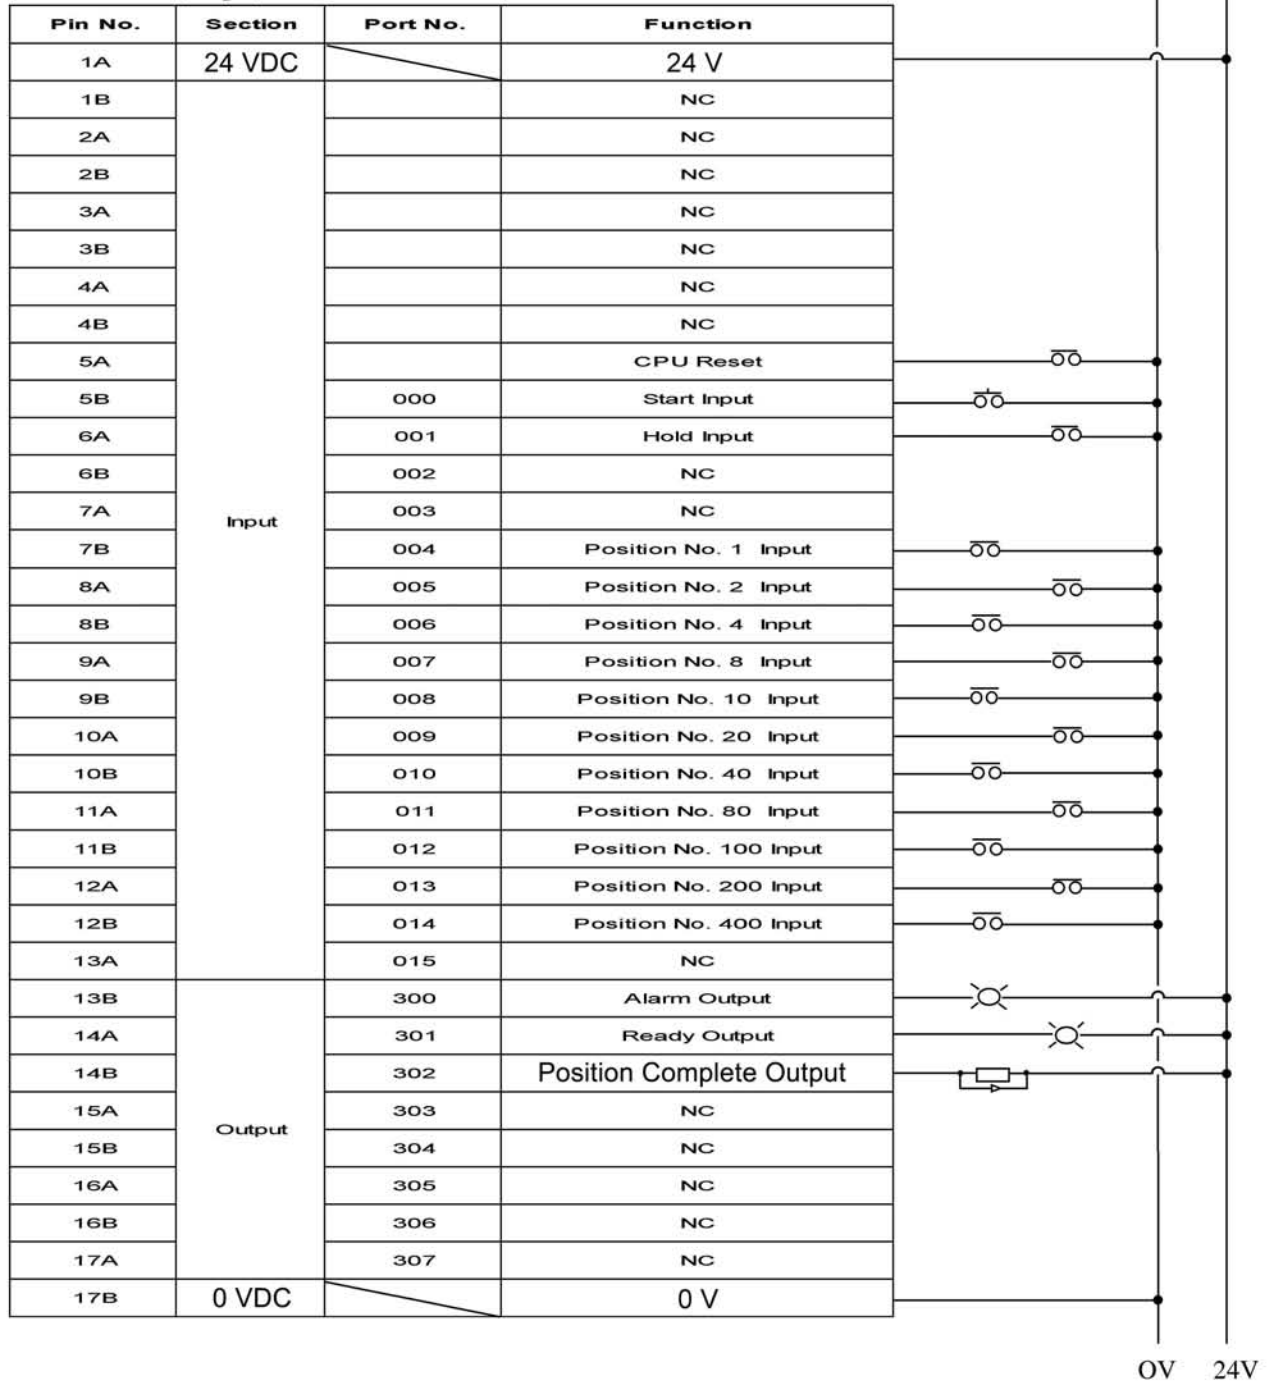 Pin No. Section Port No. Function
1A 24 VDC 24 V
1B NC
2A NC
2B NC
3A NC
3B NC
4A NC
4B NC
5A CPU Reset
5B 000 Start Input
6A 001 Hold Input
6B 002 NC
7A Input 003 NC
7B 004 Position No. 1 Input
8A 005 Position No. 2 Input
8B 006 Position No. 4 Input
9A 007 Position No. 8 Input
9B 008 Position No. 10 Input
10A 009 Position No. 20 Input
10B 010 Position No. 40 Input
11A 011 Position No. 80 Input
11B 012 Position No. 100 Input
12A 013 Position No. 200 Input
12B 014 Position No. 400 Input
13A 015 NC
13B 300 Alarm Output
14A 301 Ready Output
14B 302 Position Complete Output
15A Output 303 NC
15B 304 NC
16A 305 NC
16B 306 NC
17A 307 NC
17B 0 VDC 0 V
OV 24V